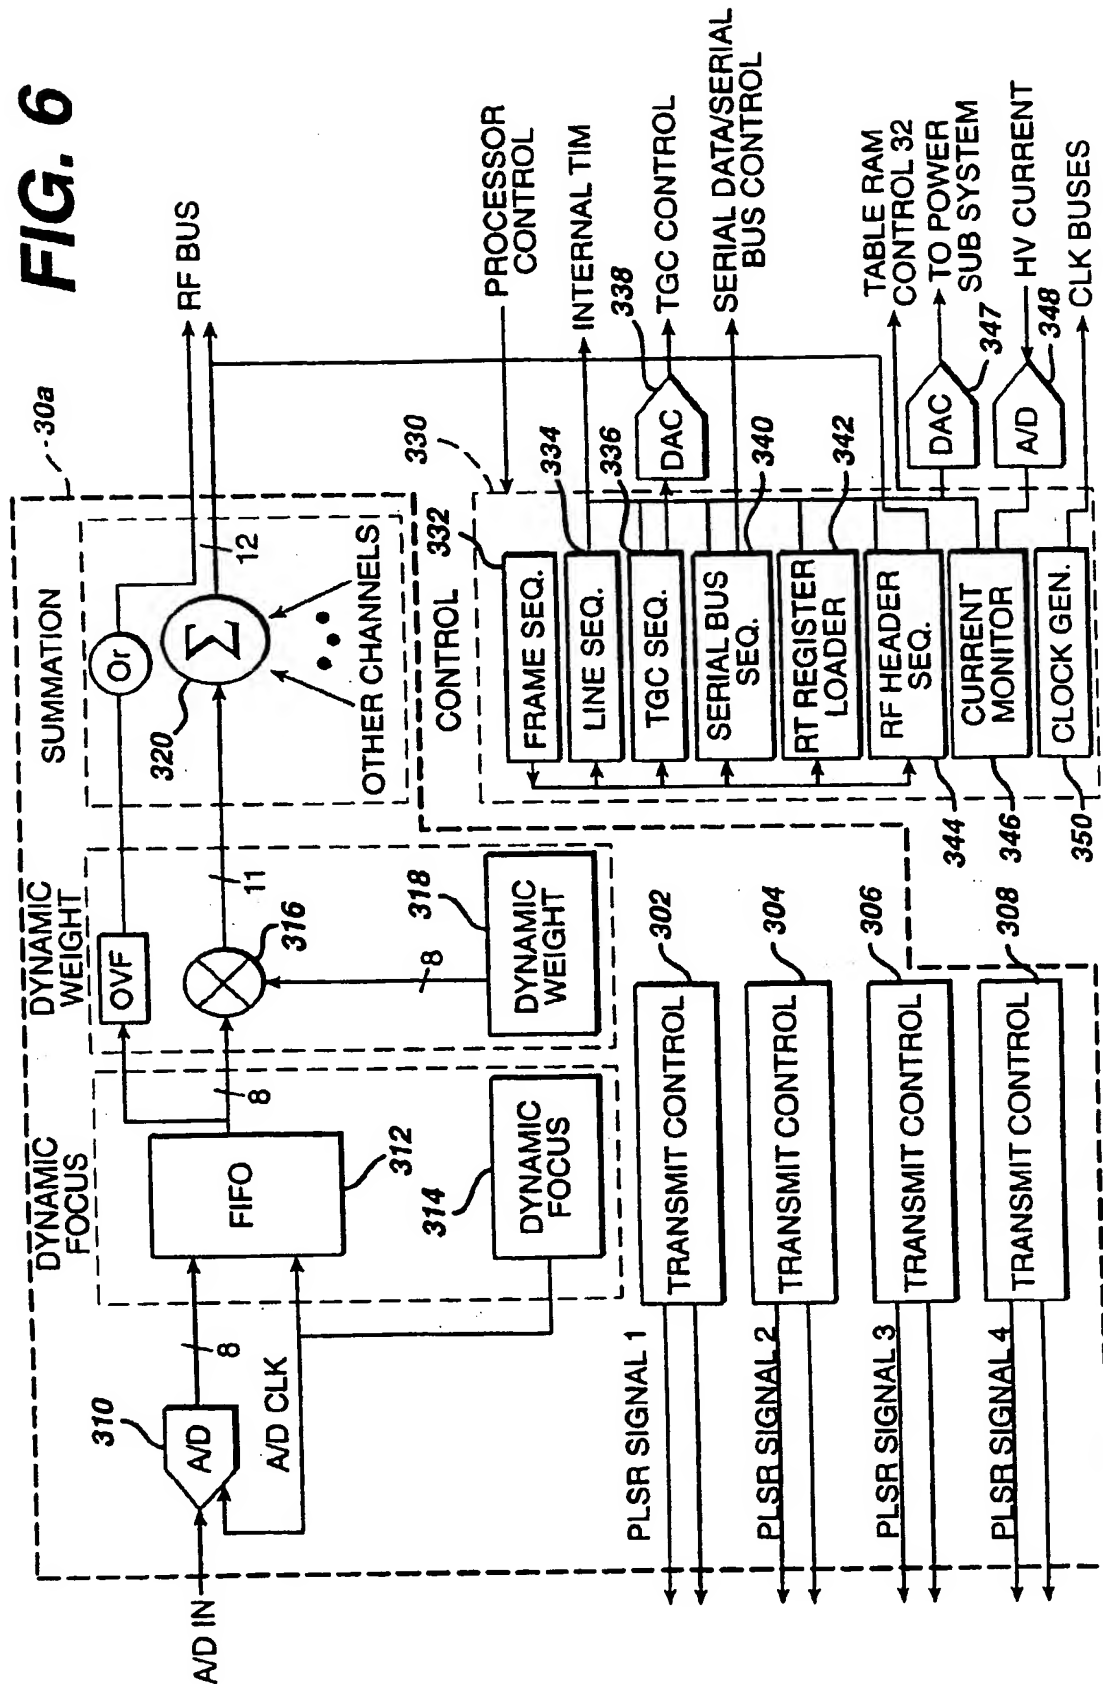 FIG. 6
30a
DYNAMIC
FOCUS
DYNAMIC
WEIGHT
SUMMATION
A/D IN
310
A/D
8
A/D CLK
FIFO
312
314
DYNAMIC
FOCUS
8
OVF
316
11
8
318
DYNAMIC
WEIGHT
Or
320
Σ
12
OTHER CHANNELS
RF BUS
PLSR SIGNAL 1
TRANSMIT CONTROL
302
PLSR SIGNAL 2
TRANSMIT CONTROL
304
PLSR SIGNAL 3
TRANSMIT CONTROL
306
PLSR SIGNAL 4
TRANSMIT CONTROL
308
CONTROL
330
PROCESSOR
CONTROL
332
FRAME SEQ.
334
LINE SEQ.
INTERNAL TIM
336
TGC SEQ.
DAC
338
TGC CONTROL
SERIAL BUS
SEQ.
340
SERIAL DATA/SERIAL
BUS CONTROL
RT REGISTER
LOADER
342
RF HEADER
SEQ.
344
TABLE RAM
CONTROL 32
CURRENT
MONITOR
346
DAC
347
TO POWER
SUB SYSTEM
A/D
348
HV CURRENT
CLOCK GEN.
350
CLK BUSES